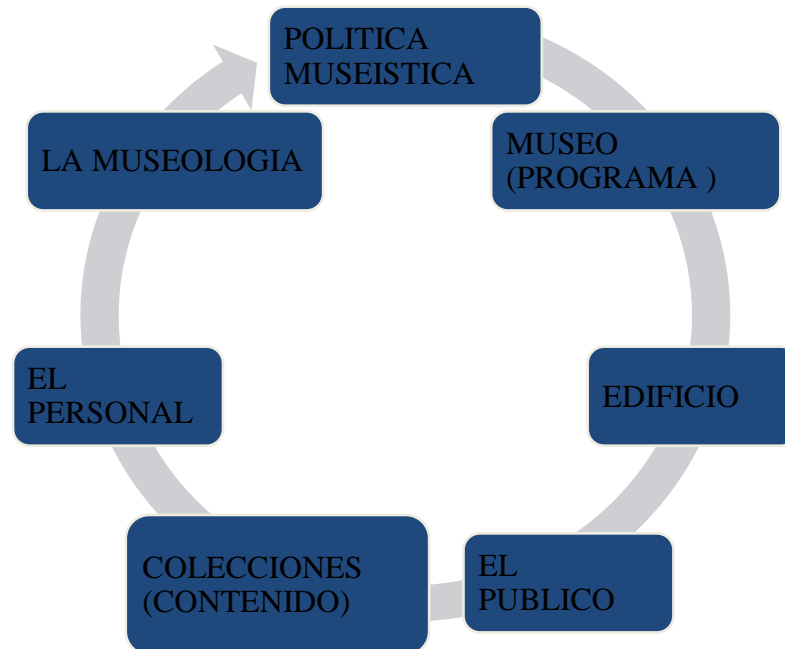 POLITICA
MUSEISTICA
MUSEO
(PROGRAMA )
EDIFICIO
EL
PUBLICO
COLECCIONES
(CONTENIDO)
EL
PERSONAL
LA MUSEOLOGIA